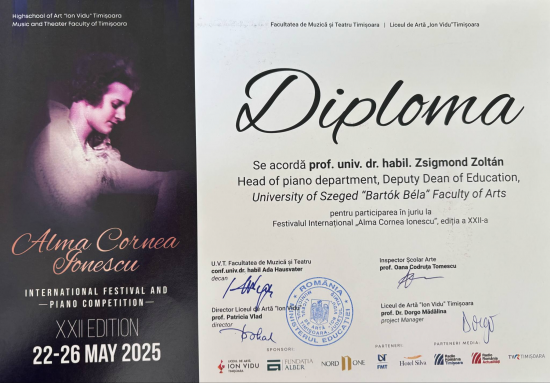 Highschool of Art "Ion Vidu" Timișoara
Music and Theater Faculty of Timișoara
Alma Cornea
Ionescu
INTERNATIONAL FESTIVAL AND
PIANO COMPETITION
XXII EDITION
22-26 MAY 2025
Facultatea de Muzică și Teatru Timișoara | Liceul de Artă „Ion Vidu" Timișoara
Diploma
Se acordă prof. univ. dr. habil. Zsigmond Zoltán
Head of piano department, Deputy Dean of Education,
University of Szeged "Bartók Béla" Faculty of Arts
pentru participarea în juriu la
Festivalul Internațional „Alma Cornea Ionescu", ediția a XXII-a
U.V.T. Facultatea de Muzică și Teatru
conf.univ.dr. habil Ada Hausvater
decan
Inspector Școlar Arte
prof. Oana Codruța Tomescu
Director Liceul de Artă "Ion Vidu"
prof. Patricia Vlad
director
Liceul de Artă "Ion Vidu" Timișoara
prof. Dr. Dorgo Mădălina
project Manager
ROMÂNIA
MINISTERUL EDUCAȚIEI
SPONSORI:
PARTENERI:
PARTENERI MEDIA:
ION VIDU
FUNDAȚIA
ALBER
NORD ONE
FMT
Hotel Silva
TVR TIMIȘOARA